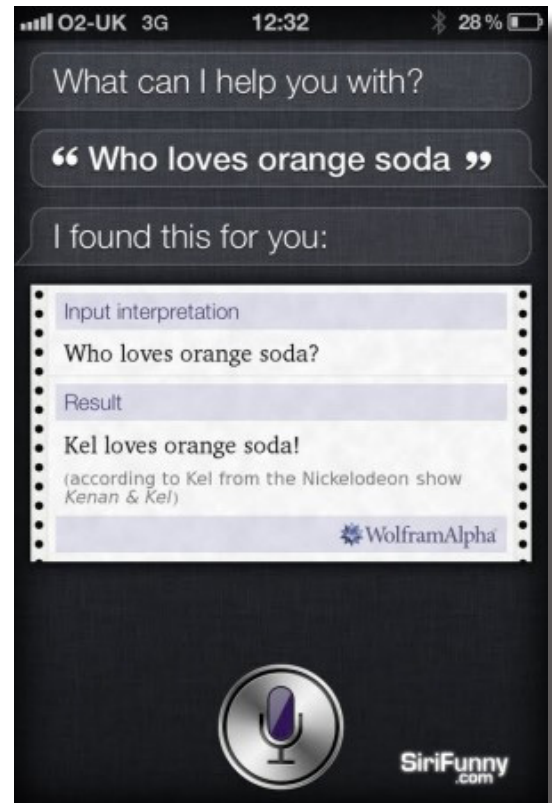 O2-UK 3G 12:32 28%
What can I help you with?
“ Who loves orange soda ”
I found this for you:
Input interpretation
Who loves orange soda?
Result
Kel loves orange soda!
(according to Kel from the Nickelodeon show
Kenan & Kel)
WolframAlpha
SiriFunny
.com